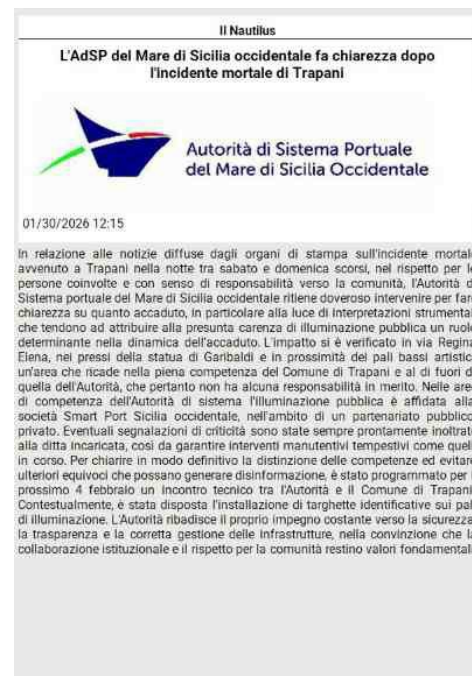 Il Nautilus
L'AdSP del Mare di Sicilia occidentale fa chiarezza dopo
l'incidente mortale di Trapani
Autorità di Sistema Portuale
del Mare di Sicilia Occidentale
01/30/2026 12:15
In relazione alle notizie diffuse dagli organi di stampa sull'incidente mortale
avvenuto a Trapani nella notte tra sabato e domenica scorsi, nel rispetto per le
persone coinvolte e con senso di responsabilità verso la comunità, l'Autorità d
Sistema portuale del Mare di Sicilia occidentale ritiene doveroso intervenire per fare
chiarezza su quanto accaduto, in particolare alla luce di interpretazioni strumental
che tendono ad attribuire alla presunta carenza di illuminazione pubblica un ruolo
determinante nella dinamica dell'accaduto. L'impatto si è verificato in via Regina
Elena, nei pressi della statua di Garibaldi e in prossimità dei pali bassi artistic
un'area che ricade nella piena competenza del Comune di Trapani e al di fuori d
quella dell'Autorità, che pertanto non ha alcuna responsabilità in merito. Nelle aree
di competenza dell'Autorità di sistema l'illuminazione pubblica è affidata alla
società Smart Port Sicilia occidentale, nell'ambito di un partenariato pubblico
privato. Eventuali segnalazioni di criticità sono state sempre prontamente inoltrate
alla ditta incaricata, così da garantire interventi manutentivi tempestivi come quell
in corso. Per chiarire in modo definitivo la distinzione delle competenze ed evitare
ulteriori equivoci che possano generare disinformazione, è stato programmato per i
prossimo 4 febbraio un incontro tecnico tra l'Autorità e il Comune di Trapani
Contestualmente, è stata disposta l'installazione di targhette identificative sui pal
di illuminazione. L'Autorità ribadisce il proprio impegno costante verso la sicurezza
la trasparenza e la corretta gestione delle infrastrutture, nella convinzione che la
collaborazione istituzionale e il rispetto per la comunità restino valori fondamental